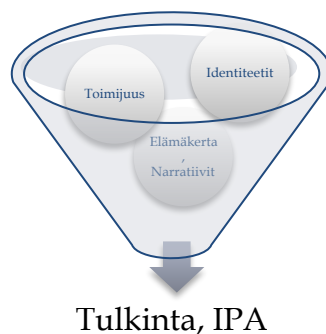 Identiteetit
Toimijuus
Elämäkerta
,
Narratiivit
Tulkinta, IPA